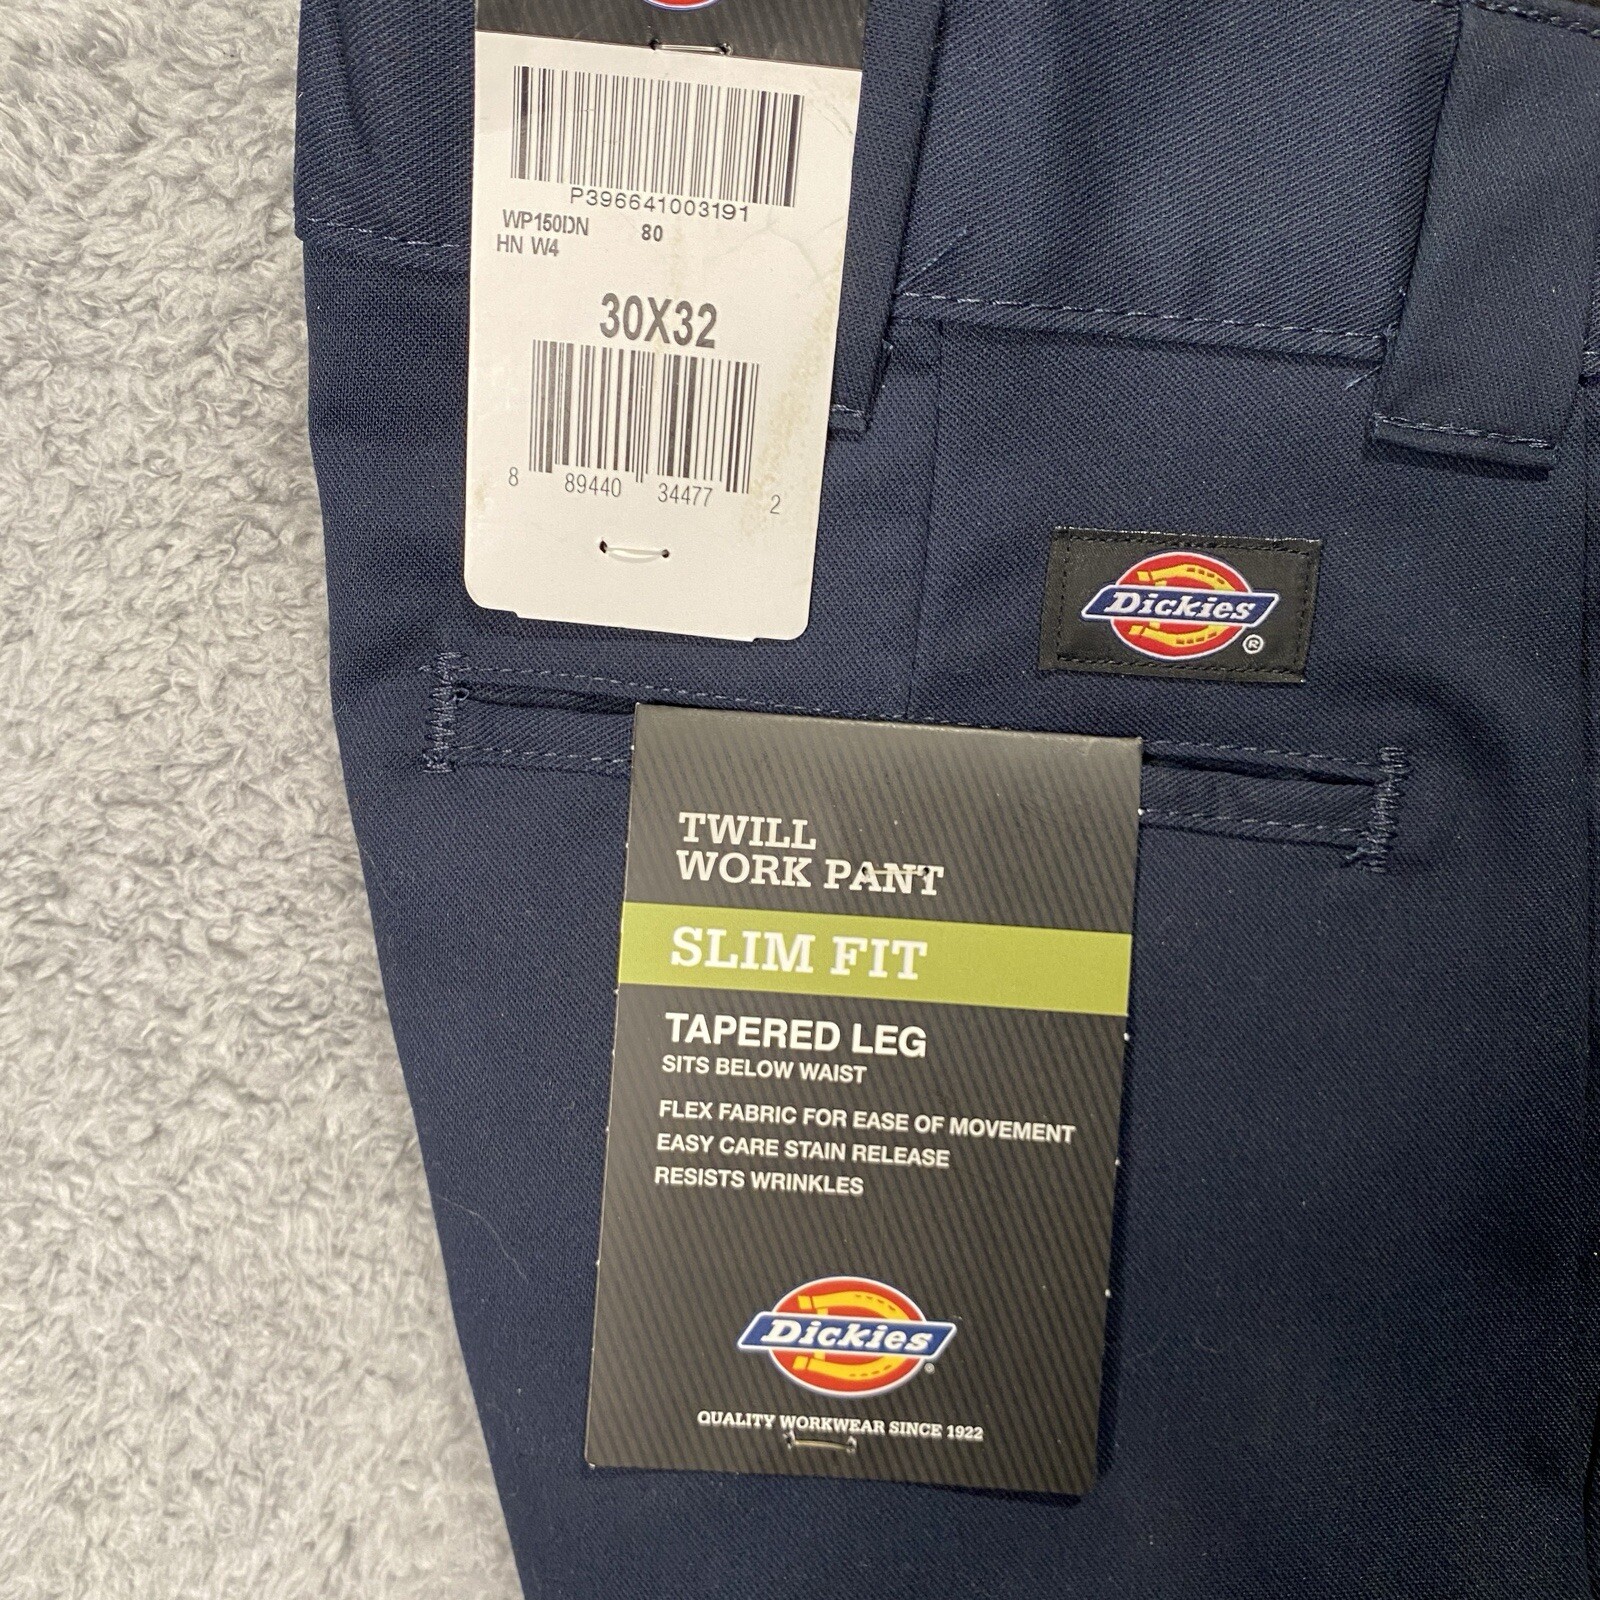 P396641003191
WP150DN 80
HN W4
30X32
8 89440 34477 2
Dickies
®
TWILL
WORK PANT
SLIM FIT
TAPERED LEG
SITS BELOW WAIST
FLEX FABRIC FOR EASE OF MOVEMENT
EASY CARE STAIN RELEASE
RESISTS WRINKLES
Dickies
®
QUALITY WORKWEAR SINCE 1922